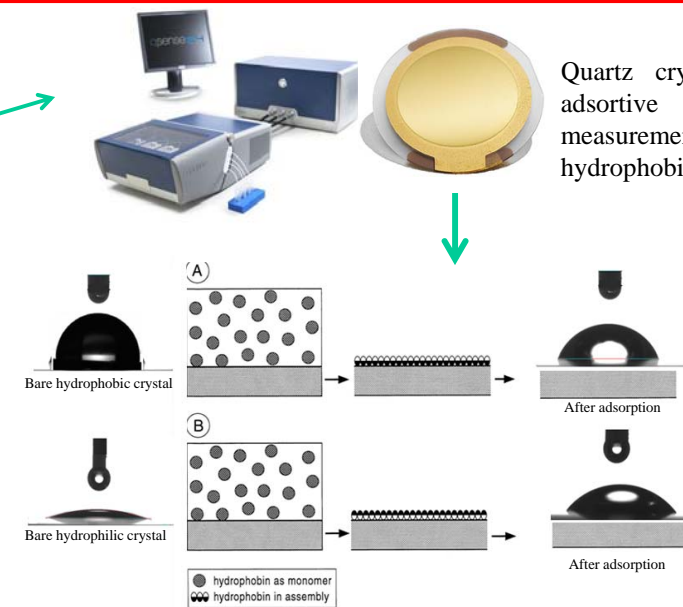 qsense
Quartz cry
adsortive
measuremen
hydrophobi
A
Bare hydrophobic crystal
After adsorption
B
Bare hydrophilic crystal
After adsorption
hydrophobin as monomer
hydrophobin in assembly